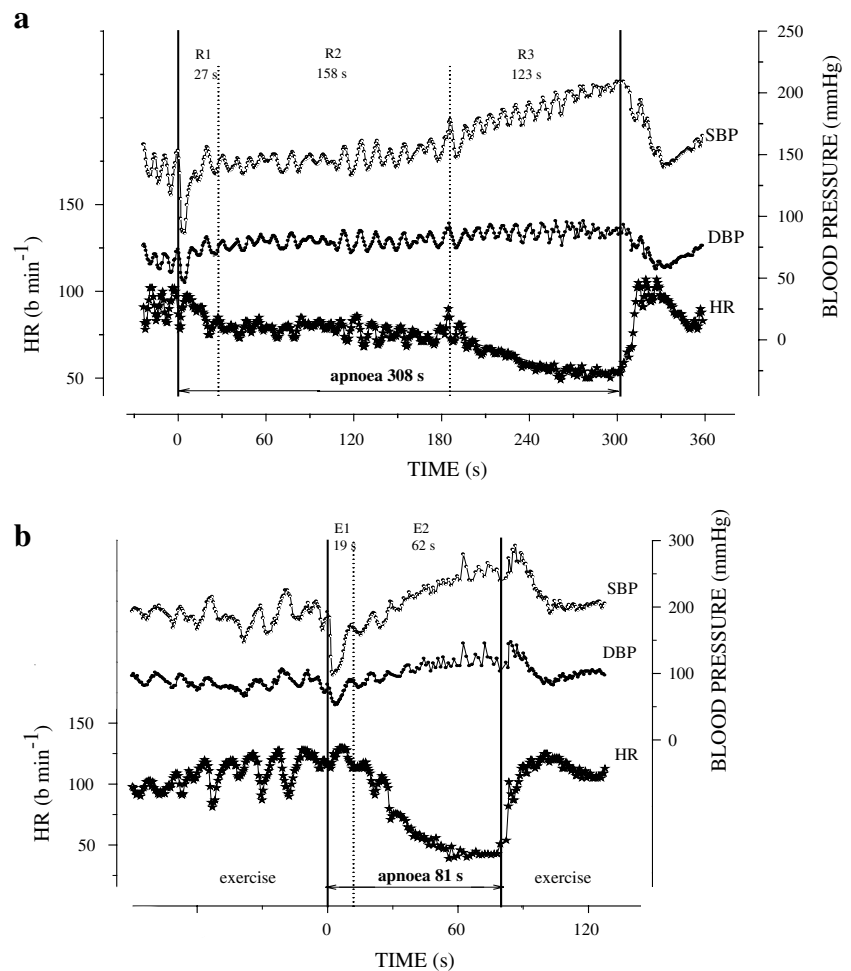 a
R1 R2 R3
27 s 158 s 123 s
HR (b min⁻¹)
150
100
50
SBP
DBP
HR
250
200
150
100
50
0
BLOOD PRESSURE (mmHg)
apnoea 308 s
0 60 120 180 240 300 360
TIME (s)
b
E1 E2
19 s 62 s
HR (b min⁻¹)
150
100
50
SBP
DBP
HR
300
200
100
0
BLOOD PRESSURE (mmHg)
exercise apnoea 81 s exercise
0 60 120
TIME (s)